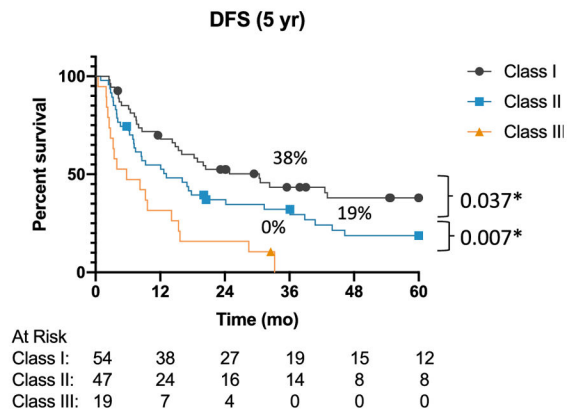 DFS (5 yr)
Percent survival
100
50
0
0 12 24 36 48 60
Time (mo)
38%
19%
0%
Class I
Class II
Class III
0.037*
0.007*
At Risk
Class I: 54 38 27 19 15 12
Class II: 47 24 16 14 8 8
Class III: 19 7 4 0 0 0